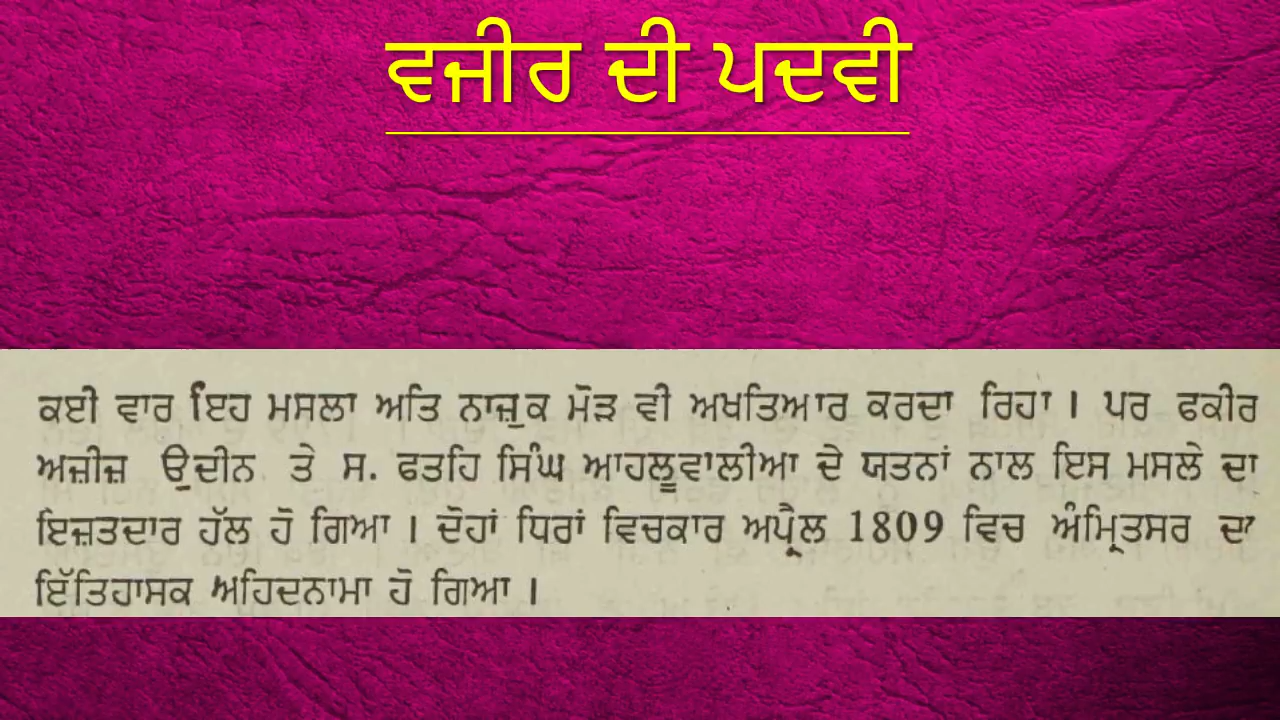 ਵਜੀਰ ਦੀ ਪਦਵੀ
ਕਈ ਵਾਰ ਇਹ ਮਸਲਾ ਅਤਿ ਨਾਜ਼ੁਕ ਮੋੜ ਵੀ ਅਖਤਿਆਰ ਕਰਦਾ ਰਿਹਾ । ਪਰ ਫਕੀਰ
ਅਜ਼ੀਜ਼ ਉਦੀਨ ਤੇ ਸ. ਫਤਹਿ ਸਿੰਘ ਆਹਲੂਵਾਲੀਆ ਦੇ ਯਤਨਾਂ ਨਾਲ ਇਸ ਮਸਲੇ ਦਾ
ਇਜ਼ਤਦਾਰ ਹੱਲ ਹੋ ਗਿਆ । ਦੋਹਾਂ ਧਿਰਾਂ ਵਿਚਕਾਰ ਅਪ੍ਰੈਲ 1809 ਵਿਚ ਅੰਮ੍ਰਿਤਸਰ ਦਾ
ਇੱਤਿਹਾਸਕ ਅਹਿਦਨਾਮਾ ਹੋ ਗਿਆ ।